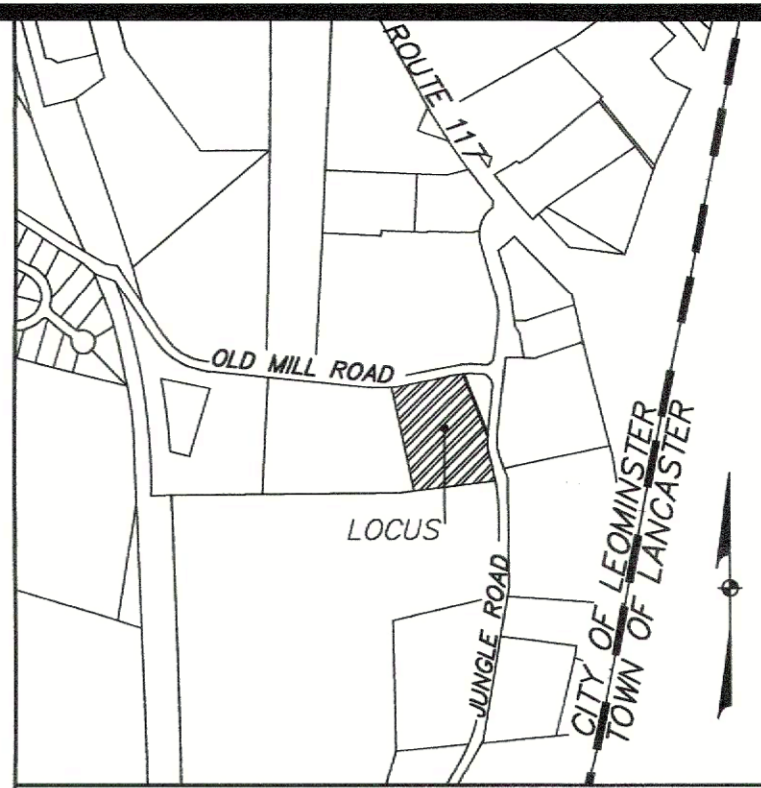 ROUTE 117
OLD MILL ROAD
LOCUS
JUNGLE ROAD
CITY OF LEOMINSTER
TOWN OF LANCASTER